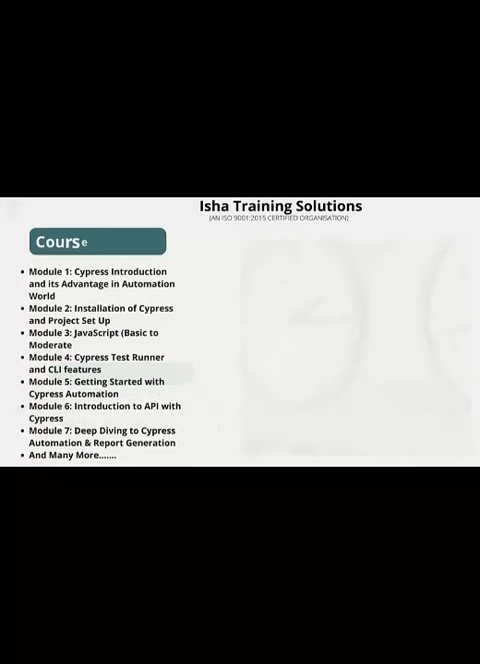 Isha Training Solutions
(AN ISO 9001:2015 CERTIFIED ORGANISATION)
Course
• Module 1: Cypress Introduction
and its Advantage in Automation
World
• Module 2: Installation of Cypress
and Project Set Up
• Module 3: JavaScript (Basic to
Moderate
• Module 4: Cypress Test Runner
and CLI features
• Module 5: Getting Started with
Cypress Automation
• Module 6: Introduction to API with
Cypress
• Module 7: Deep Diving to Cypress
Automation & Report Generation
• And Many More.......